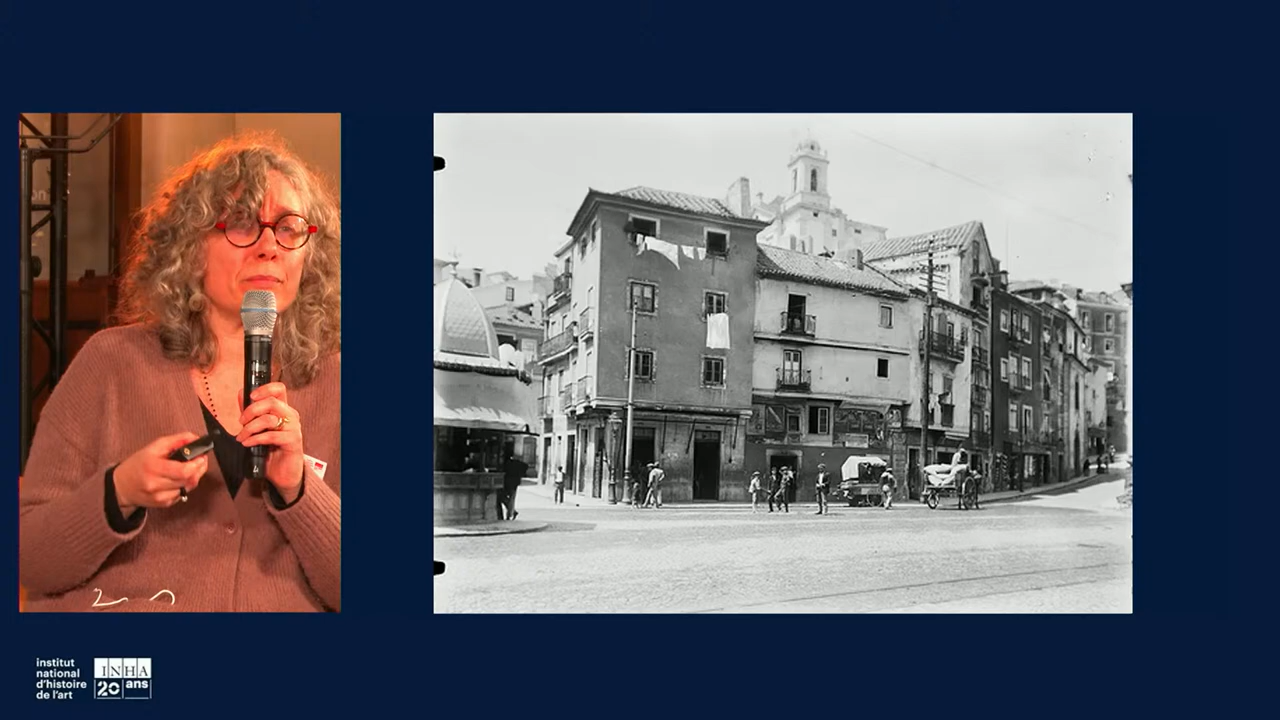 institut
national
d'histoire
de l'art
INHA
20 ans